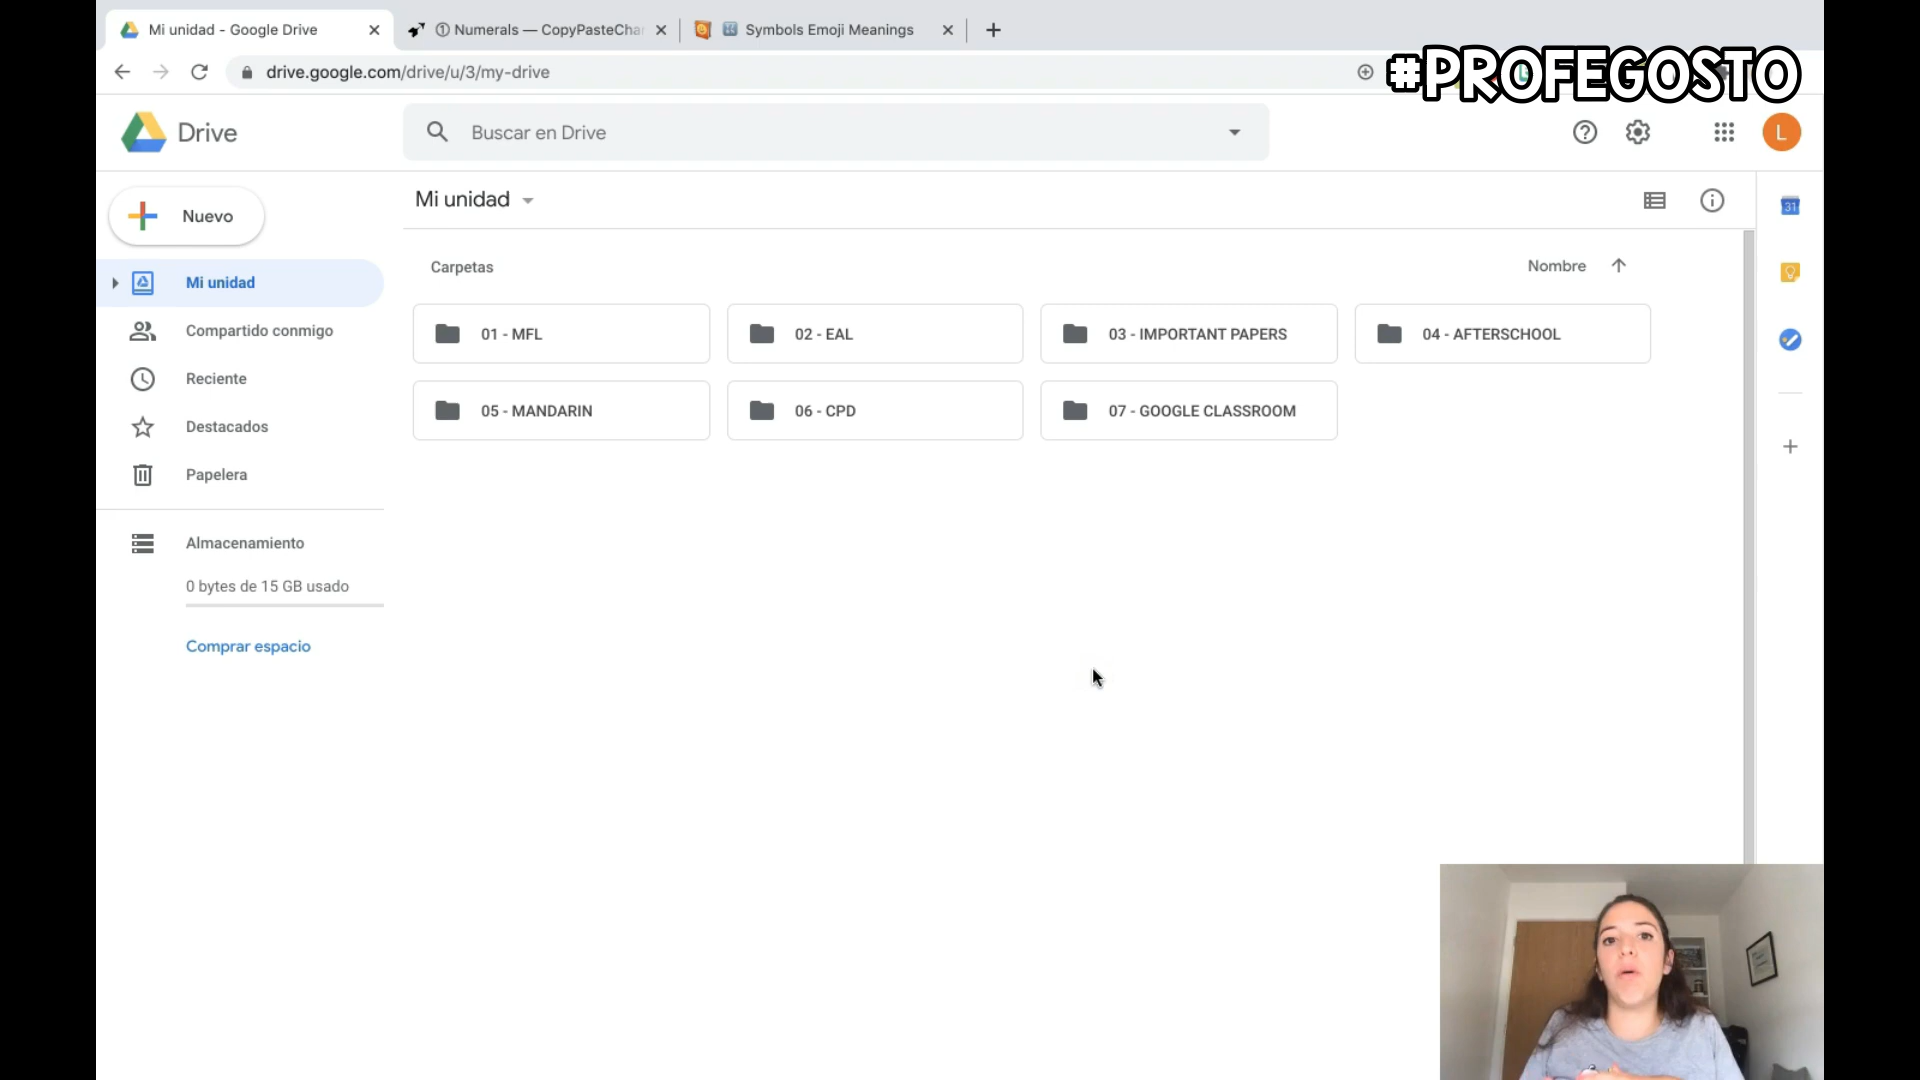 Mi unidad - Google Drive
① Numerals — CopyPasteCha
Symbols Emoji Meanings
drive.google.com/drive/u/3/my-drive
#PROFEGOSTO
Drive
Buscar en Drive
L
Nuevo
Mi unidad
31
Mi unidad
Compartido conmigo
Reciente
Destacados
Papelera
Almacenamiento
0 bytes de 15 GB usado
Comprar espacio
Carpetas
Nombre
01 - MFL
02 - EAL
03 - IMPORTANT PAPERS
04 - AFTERSCHOOL
05 - MANDARIN
06 - CPD
07 - GOOGLE CLASSROOM